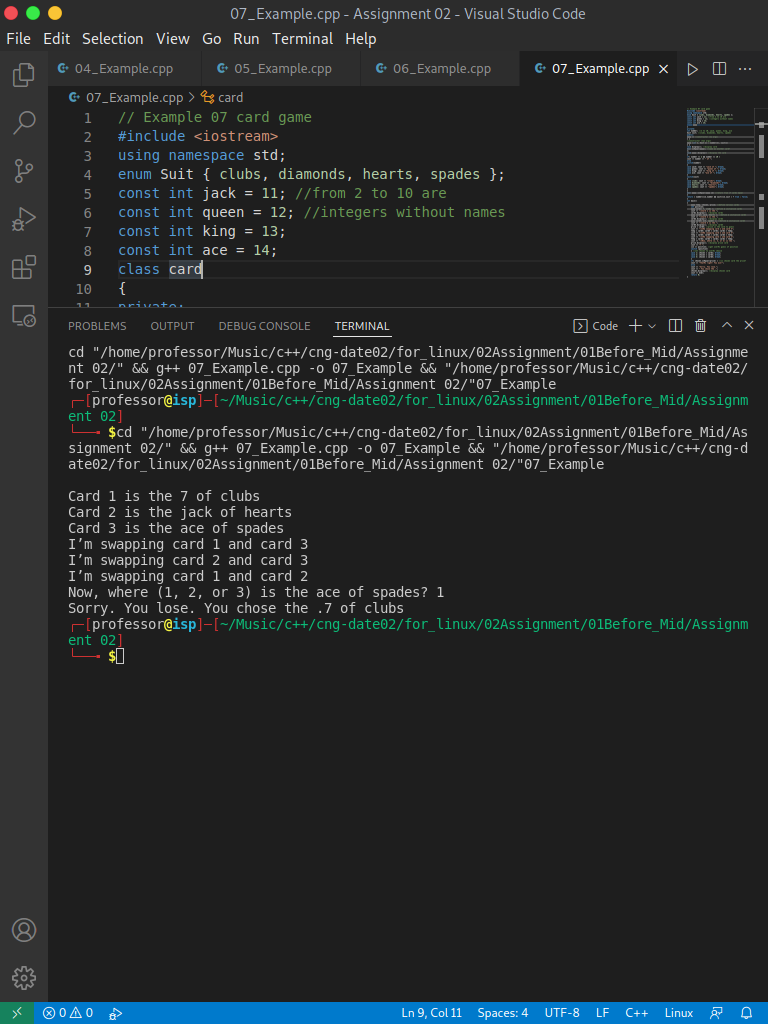 07_Example.cpp - Assignment 02 - Visual Studio Code
File Edit Selection View Go Run Terminal Help
04_Example.cpp 05_Example.cpp 06_Example.cpp 07_Example.cpp
07_Example.cpp > card
1 // Example 07 card game
2 #include <iostream>
3 using namespace std;
4 enum Suit { clubs, diamonds, hearts, spades };
5 const int jack = 11; //from 2 to 10 are
6 const int queen = 12; //integers without names
7 const int king = 13;
8 const int ace = 14;
9 class card
10 {
11 private:
PROBLEMS OUTPUT DEBUG CONSOLE TERMINAL Code
cd "/home/professor/Music/c++/cng-date02/for_linux/02Assignment/01Before_Mid/Assignme
nt 02/" && g++ 07_Example.cpp -o 07_Example && "/home/professor/Music/c++/cng-date02/
for_linux/02Assignment/01Before_Mid/Assignment 02/"07_Example
┌─[professor@isp]─[~/Music/c++/cng-date02/for_linux/02Assignment/01Before_Mid/Assignm
ent 02]
└──╼ $cd "/home/professor/Music/c++/cng-date02/for_linux/02Assignment/01Before_Mid/As
signment 02/" && g++ 07_Example.cpp -o 07_Example && "/home/professor/Music/c++/cng-d
ate02/for_linux/02Assignment/01Before_Mid/Assignment 02/"07_Example
Card 1 is the 7 of clubs
Card 2 is the jack of hearts
Card 3 is the ace of spades
I’m swapping card 1 and card 3
I’m swapping card 2 and card 3
I’m swapping card 1 and card 2
Now, where (1, 2, or 3) is the ace of spades? 1
Sorry. You lose. You chose the .7 of clubs
┌─[professor@isp]─[~/Music/c++/cng-date02/for_linux/02Assignment/01Before_Mid/Assignm
ent 02]
└──╼ $
0 0 Ln 9, Col 11 Spaces: 4 UTF-8 LF C++ Linux